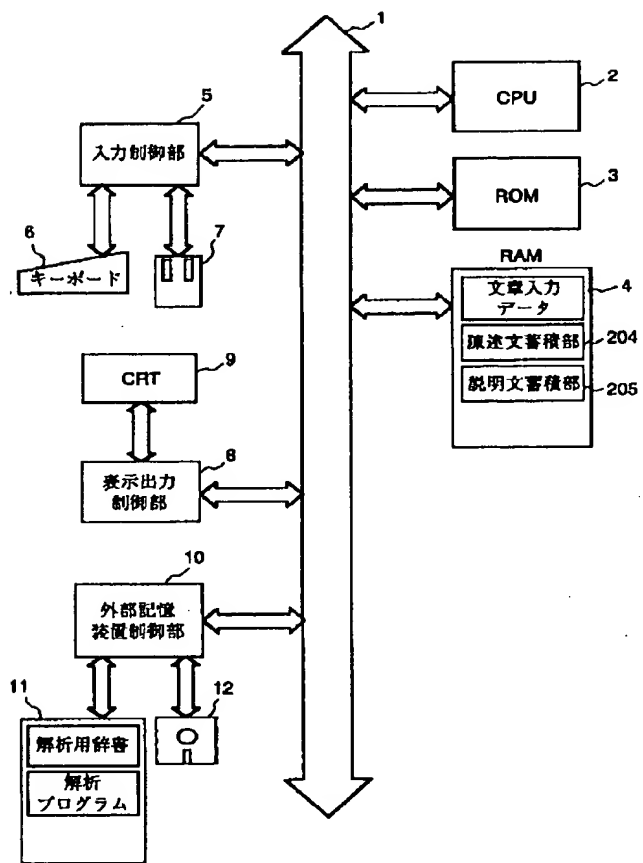 1
CPU
2
5
入力制御部
ROM
3
6
キーボード
7
RAM
文章入力
データ
4
陳述文蓄積部
204
説明文蓄積部
205
CRT
9
表示出力
制御部
8
10
外部記憶
装置制御部
11
解析用辞書
解析
プログラム
12